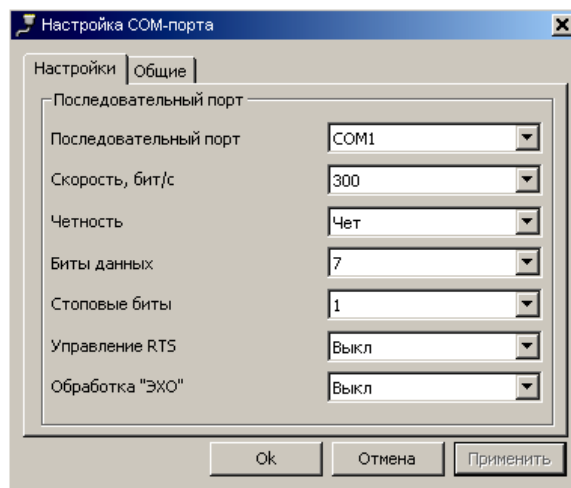 Настройка COM-порта
Настройки Общие
Последовательный порт
Последовательный порт COM1
Скорость, бит/с 300
Четность Чет
Биты данных 7
Стоповые биты 1
Управление RTS Выкл
Обработка "ЭХО" Выкл
Ok Отмена Применить